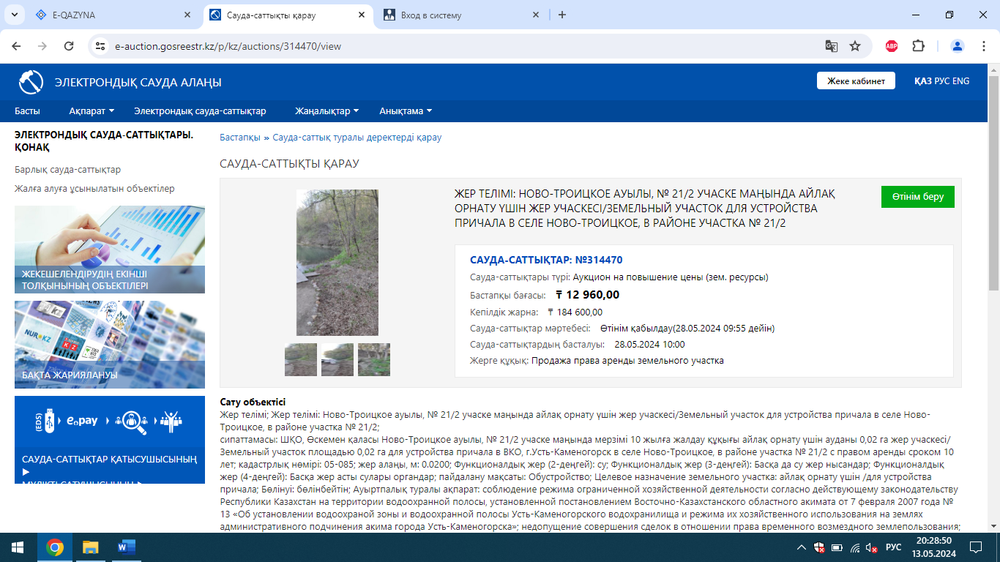 E-QAZYNA
Сауда-саттықты қарау
Вход в систему
e-auction.gosreestr.kz/p/kz/auctions/314470/view
ABP
ЭЛЕКТРОНДЫҚ САУДА АЛАҢЫ
Жеке кабинет
ҚАЗ РУС ENG
Басты
Ақпарат
Электрондық сауда-саттықтар
Жаңалықтар
Анықтама
ЭЛЕКТРОНДЫҚ САУДА-САТТЫҚТАРЫ.
ҚОНАҚ
Барлық сауда-саттықтар
Жалға алуға ұсынылатын объектілер
ЖЕКЕШЕЛЕНДІРУДІҢ ЕКІНШІ
ТОЛҚЫНЫНЫҢ ОБЪЕКТІЛЕРІ
NUR.KZ
БАҚТА ЖАРИЯЛАНУЫ
(EDS)
e.pay
САУДА-САТТЫҚТАР ҚАТЫСУШЫСЫНЫҢ
Бастапқы » Сауда-саттық туралы деректерді қарау
САУДА-САТТЫҚТЫ ҚАРАУ
ЖЕР ТЕЛІМІ: НОВО-ТРОИЦКОЕ АУЫЛЫ, № 21/2 УЧАСКЕ МАҢЫНДА АЙЛАҚ
ОРНАТУ ҮШІН ЖЕР УЧАСКЕСІ/ЗЕМЕЛЬНЫЙ УЧАСТОК ДЛЯ УСТРОЙСТВА
ПРИЧАЛА В СЕЛЕ НОВО-ТРОИЦКОЕ, В РАЙОНЕ УЧАСТКА № 21/2
Өтінім беру
САУДА-САТТЫҚТАР: №314470
Сауда-саттықтары түрі: Аукцион на повышение цены (зем. ресурсы)
Бастапқы бағасы: ₸ 12 960,00
Кепілдік жарна: ₸ 184 600,00
Сауда-саттықтар мәртебесі: Өтінім қабылдау(28.05.2024 09:55 дейін)
Сауда-саттықтардың басталуы: 28.05.2024 10:00
Жерге құқық: Продажа права аренды земельного участка
Сату объектісі
Жер телімі; Жер телімі: Ново-Троицкое ауылы, № 21/2 учаске маңында айлақ орнату үшін жер учаскесі/Земельный участок для устройства причала в селе Ново-
Троицкое, в районе участка № 21/2;
сипаттамасы: ШҚО, Өскемен қаласы Ново-Троицкое ауылы, № 21/2 учаске маңында мерзімі 10 жылға жалдау құқығы айлақ орнату үшін ауданы 0,02 га жер учаскесі/
Земельный участок площадью 0,02 га для устройства причала в ВКО, г.Усть-Каменогорск в селе Ново-Троицкое, в районе участка № 21/2 с правом аренды сроком 10
лет; кадастрлық нөмірі: 05-085; жер алаңы, м: 0.0200; Функционалдық жер (2-деңгей): су; Функционалдық жер (3-деңгей): Басқа да су жер нысандар; Функционалдық
жер (4-деңгей): Басқа жер асты сулары органдар; пайдалану мақсаты: Обустройство; Целевое назначение земельного участка: айлақ орнату үшін /для устройства
причала; Бөлінуі: бөлінбейтін; Ауыртпалық туралы ақпарат: соблюдение режима ограниченной хозяйственной деятельности согласно действующему законодательству
Республики Казахстан на территории водоохранной полосы, установленной постановлением Восточно-Казахстанского областного акимата от 7 февраля 2007 года №
13 «Об установлении водоохраной зоны и водоохранной полосы Усть-Каменогорского водохранилища и режима их хозяйственного использования на землях
административного подчинения акима города Усть-Каменогорска»; недопущение совершения сделок в отношении права временного возмездного землепользования;
РУС
20:28:50
13.05.2024